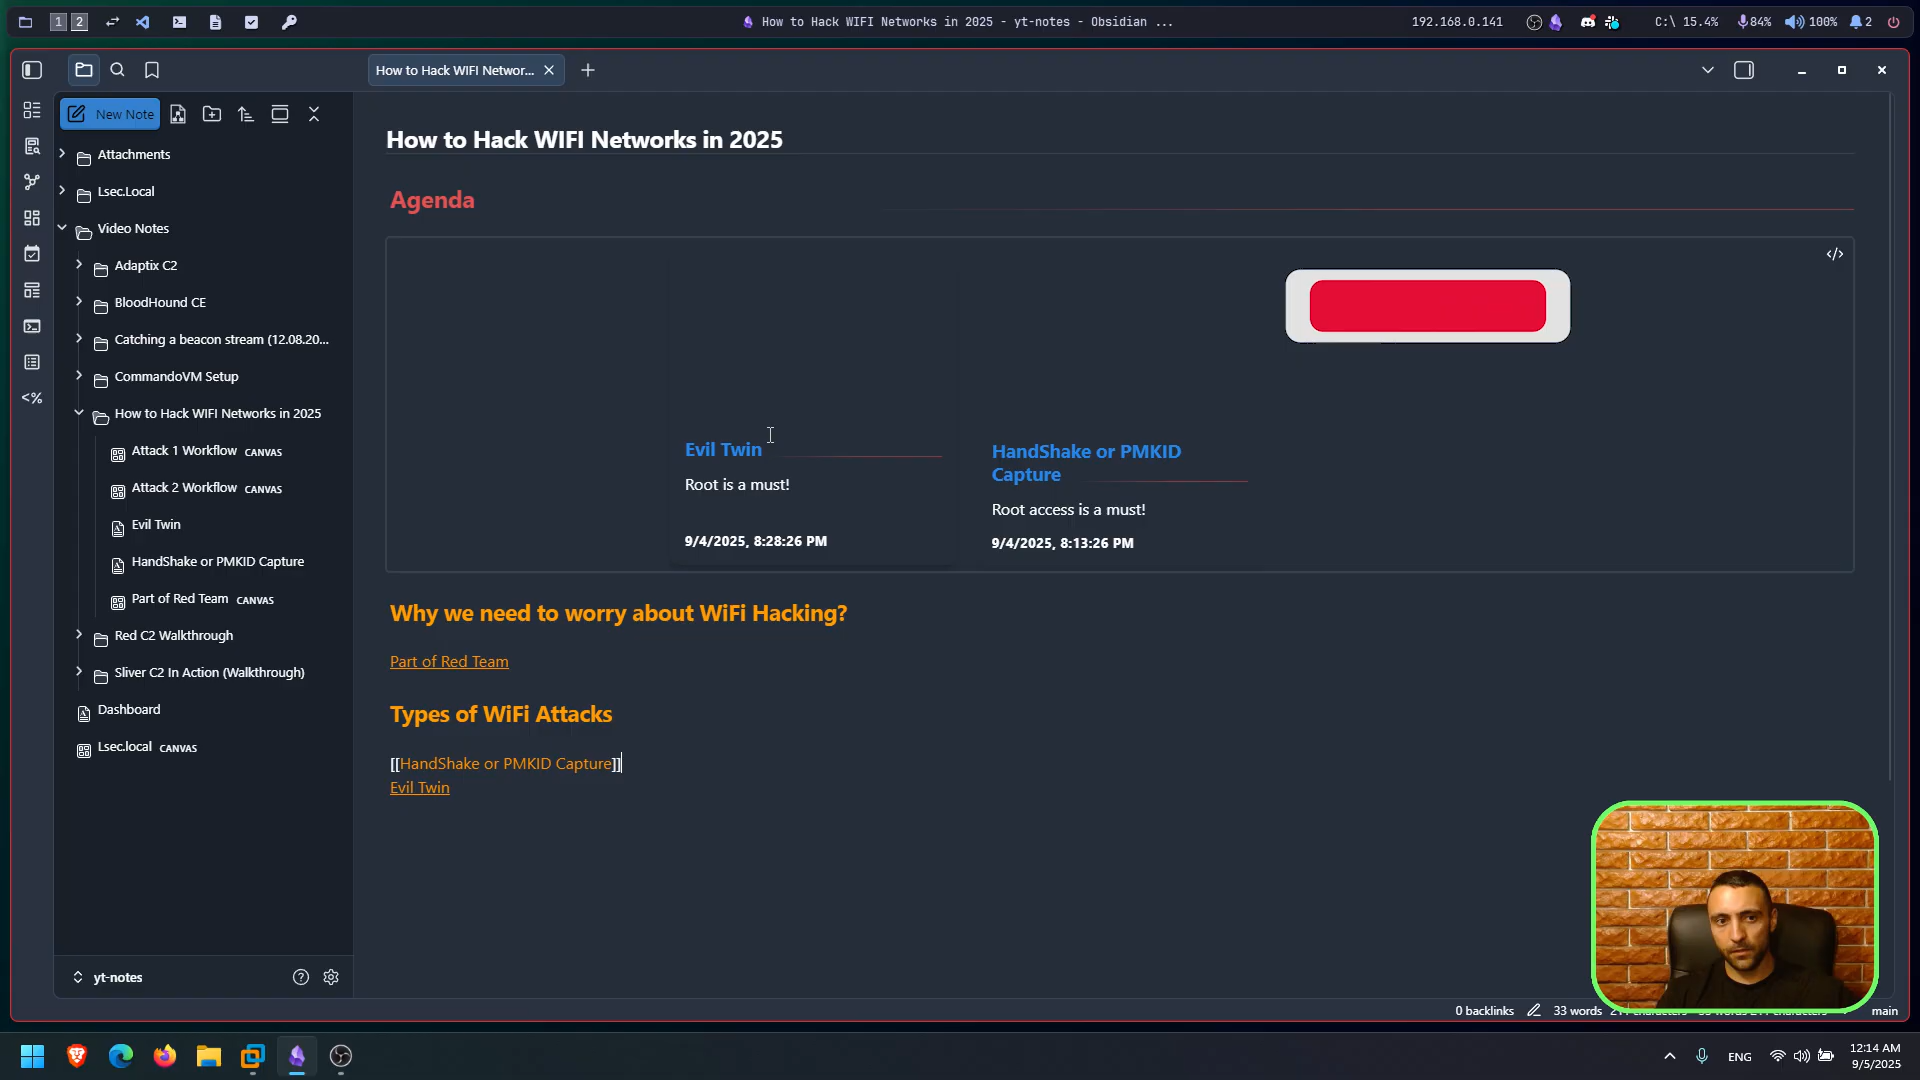 1 2
How to Hack WIFI Networks in 2025 - yt-notes - Obsidian ...
192.168.0.141
C:\ 15.4%
84%
100%
2
How to Hack WIFI Networ...
New Note
Attachments
Lsec.Local
Video Notes
Adaptix C2
BloodHound CE
Catching a beacon stream (12.08.20...
CommandoVM Setup
How to Hack WIFI Networks in 2025
Attack 1 Workflow CANVAS
Attack 2 Workflow CANVAS
Evil Twin
HandShake or PMKID Capture
Part of Red Team CANVAS
Red C2 Walkthrough
Sliver C2 In Action (Walkthrough)
Dashboard
Lsec.local CANVAS
<%
yt-notes
How to Hack WIFI Networks in 2025
Agenda
</>
Evil Twin
Root is a must!
9/4/2025, 8:28:26 PM
HandShake or PMKID
Capture
Root access is a must!
9/4/2025, 8:13:26 PM
Why we need to worry about WiFi Hacking?
Part of Red Team
Types of WiFi Attacks
[[HandShake or PMKID Capture]]
Evil Twin
0 backlinks
33 words
main
ENG
12:14 AM
9/5/2025